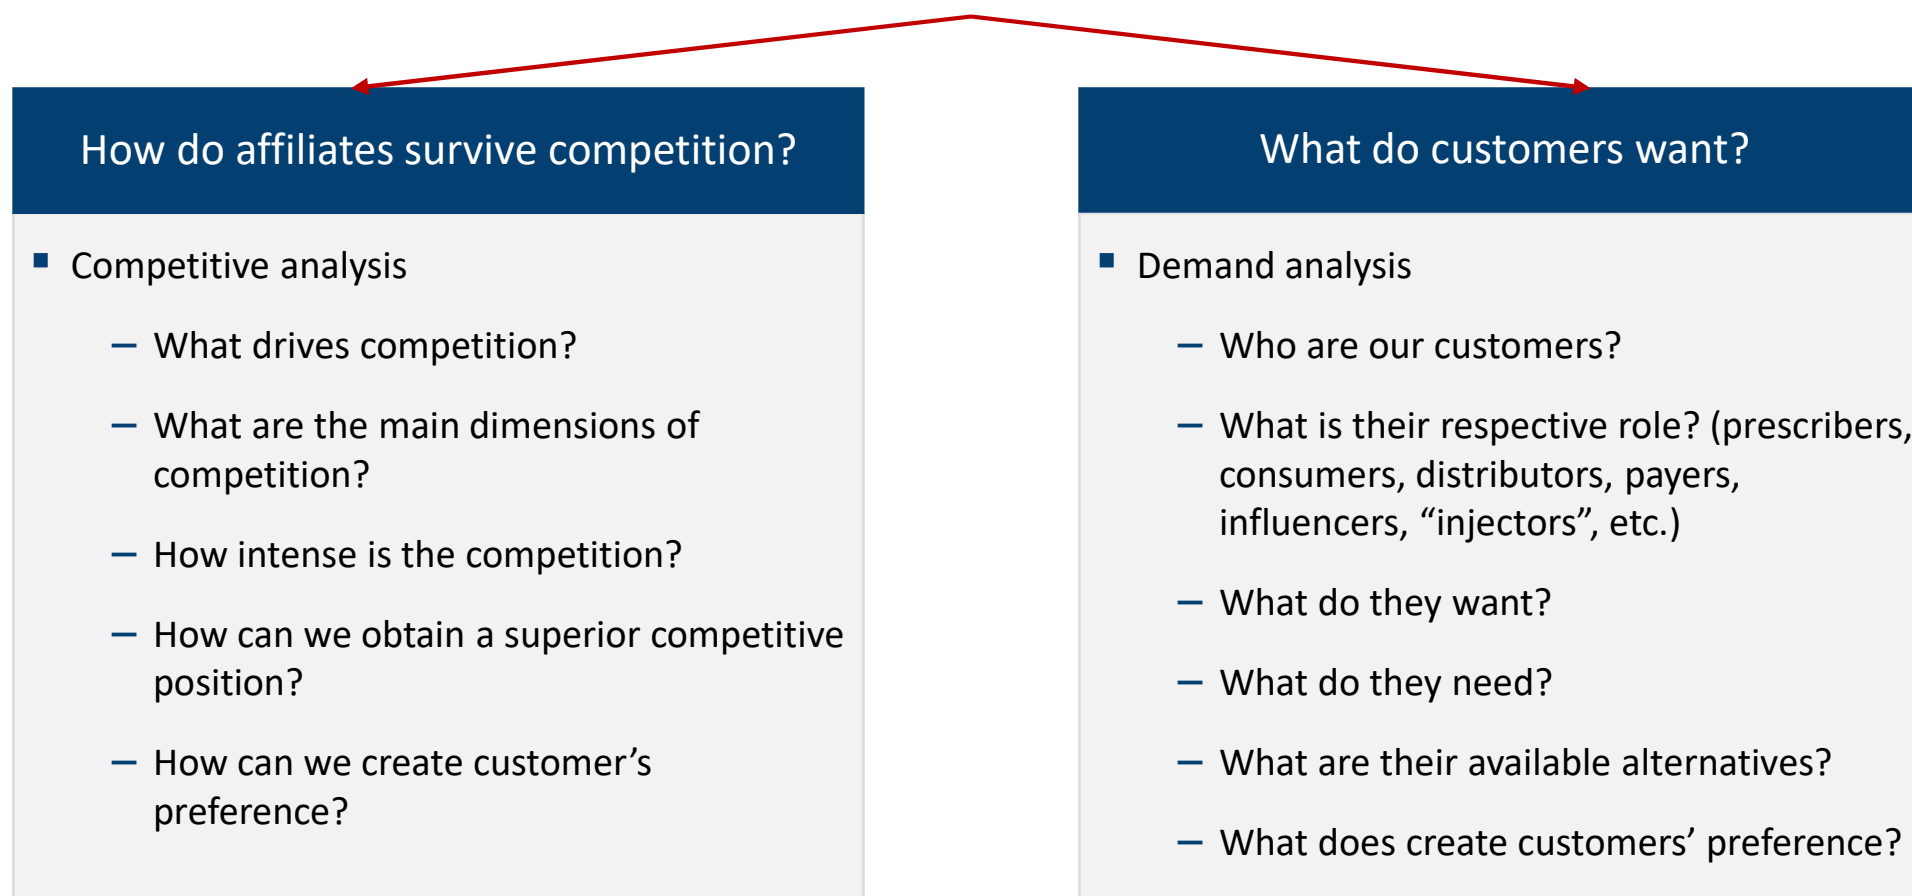 How do affiliates survive competition?
Competitive analysis
– What drives competition?
– What are the main dimensions of
competition?
– How intense is the competition?
– How can we obtain a superior competitive
position?
– How can we create customer’s
preference?
What do customers want?
Demand analysis
– Who are our customers?
– What is their respective role? (prescribers,
consumers, distributors, payers,
influencers, “injectors”, etc.)
– What do they want?
– What do they need?
– What are their available alternatives?
– What does create customers’ preference?